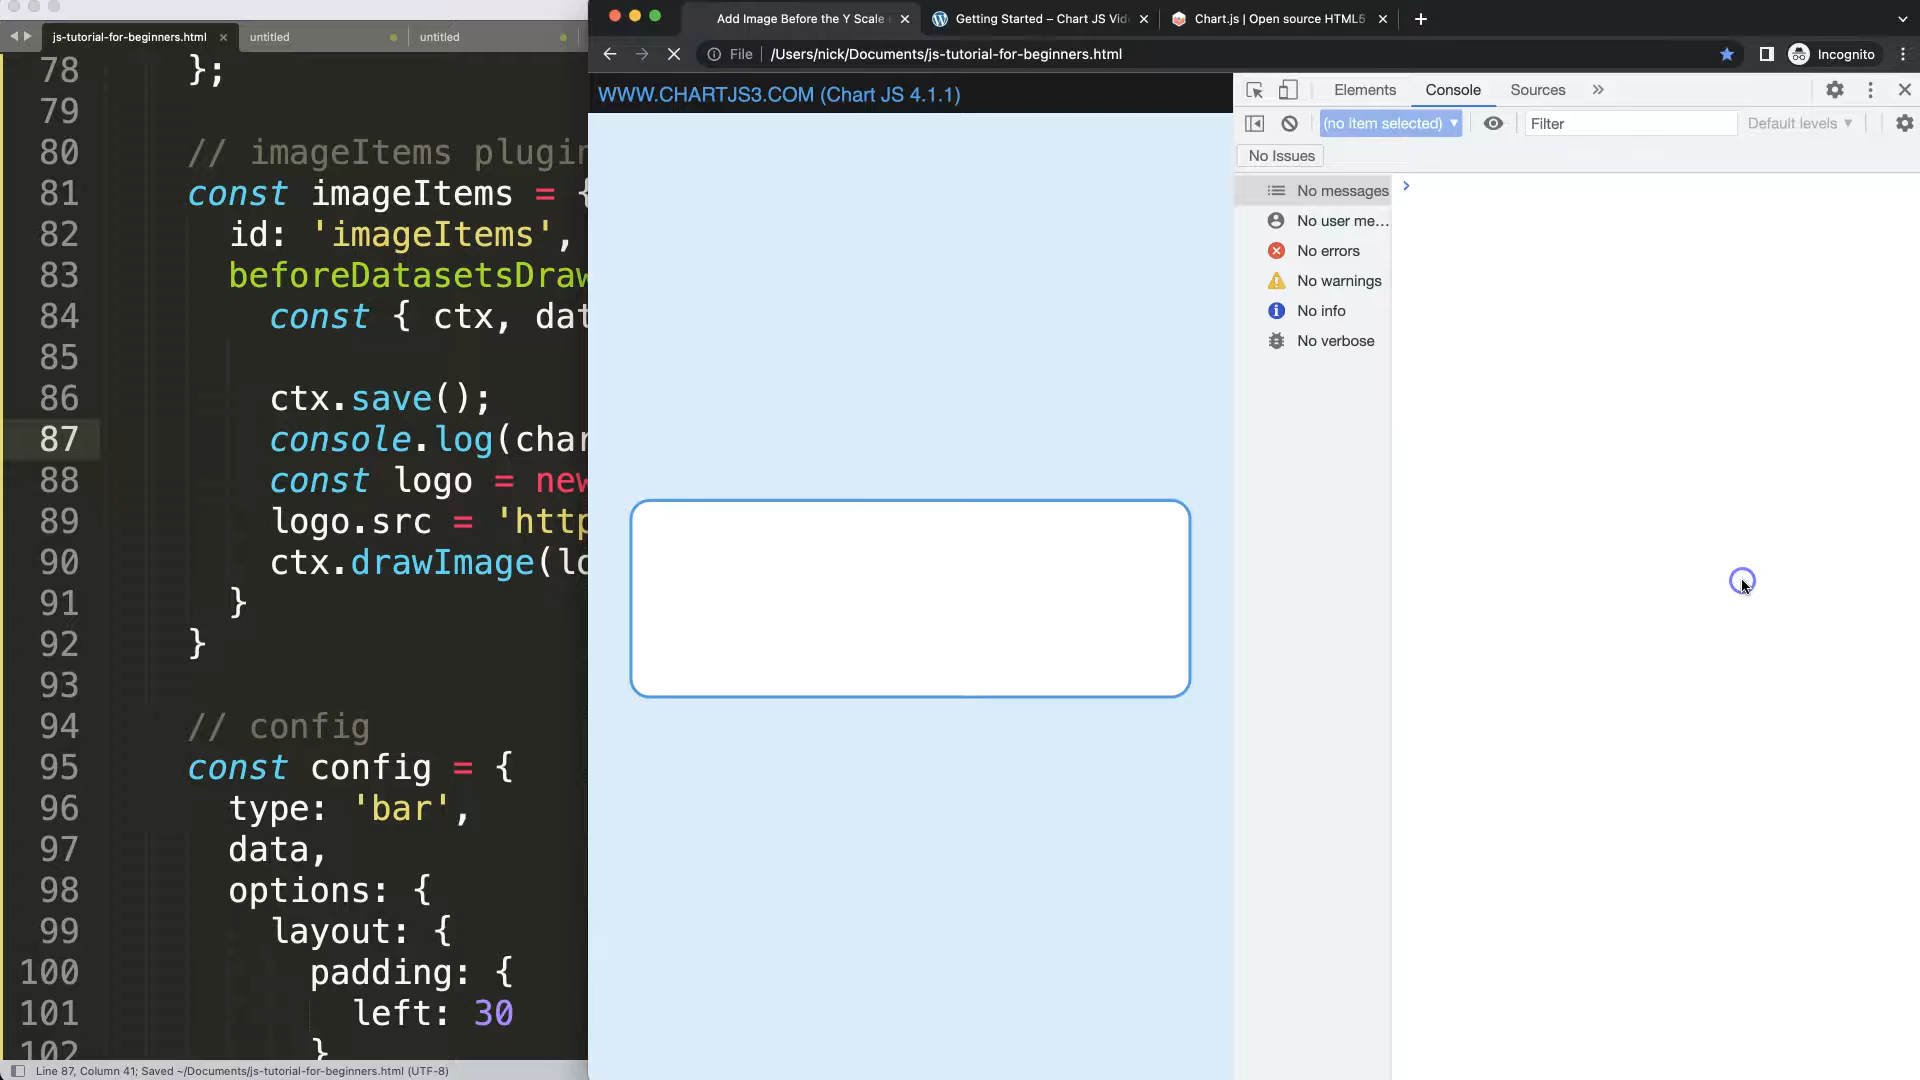 js-tutorial-for-beginners.html
untitled
untitled
78 };
79
80 // imageItems plugin
81 const imageItems = {
82 id: 'imageItems',
83 beforeDatasetsDraw
84 const { ctx, dat
85
86 ctx.save();
87 console.log(char
88 const logo = new
89 logo.src = 'http
90 ctx.drawImage(lo
91 }
92 }
93
94 // config
95 const config = {
96 type: 'bar',
97 data,
98 options: {
99 layout: {
100 padding: {
101 left: 30
102 }
Line 87, Column 41; Saved ~/Documents/js-tutorial-for-beginners.html (UTF-8)
Add Image Before the Y Scale
Getting Started – Chart JS Vid
Chart.js | Open source HTML5
File /Users/nick/Documents/js-tutorial-for-beginners.html
Incognito
WWW.CHARTJS3.COM (Chart JS 4.1.1)
Elements Console Sources
(no item selected) Filter Default levels
No Issues
No messages
No user me...
No errors
No warnings
No info
No verbose